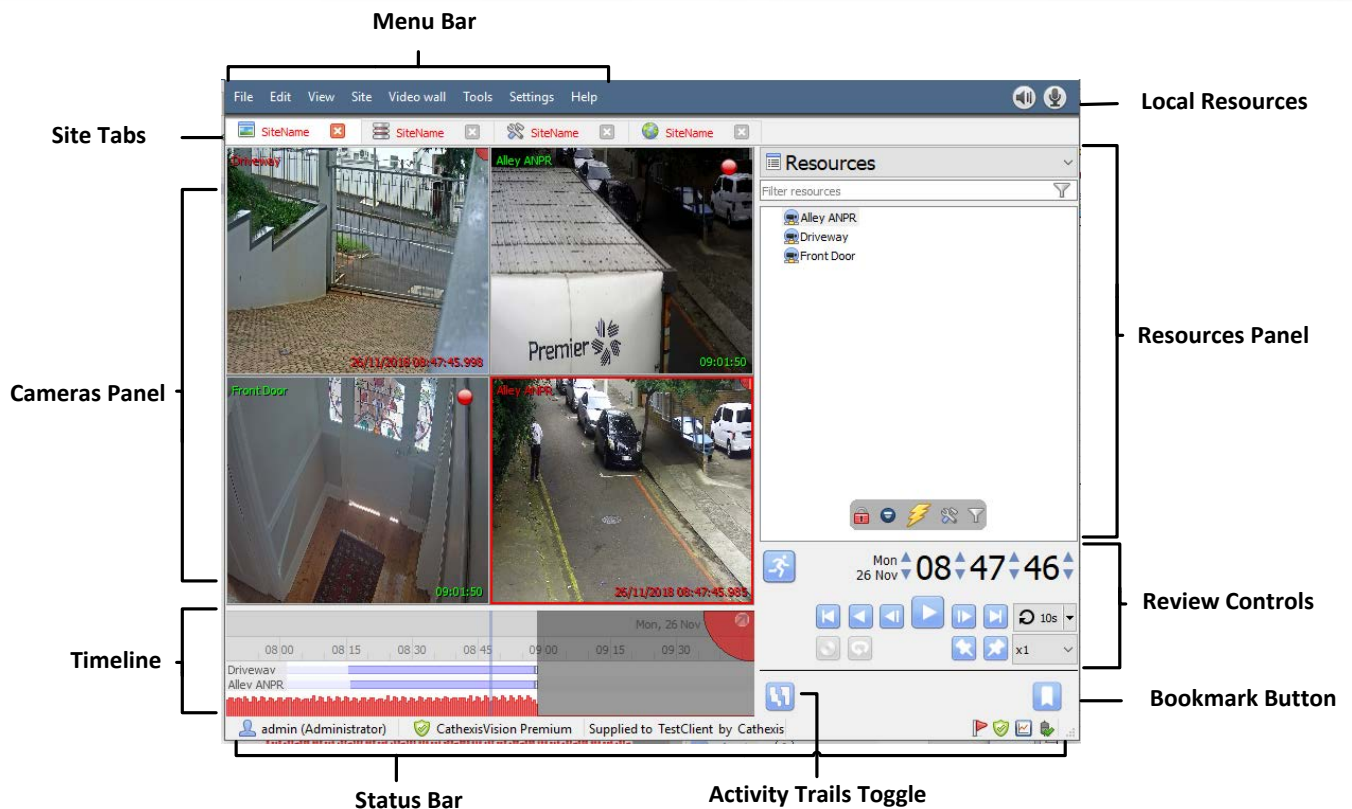 Menu Bar
File Edit View Site Video wall Tools Settings Help
Local Resources
Site Tabs
SiteName SiteName SiteName SiteName
Driveway
Alley ANPR
Resources
Filter resources
Alley ANPR
Driveway
Front Door
Premier
26/11/2018 08:47:45.998
09:01:50
Resources Panel
Cameras Panel
Front Door
Alley ANPR
09:01:50
26/11/2018 08:47:45.985
Mon
26 Nov
08 47 46
10s
x1
Review Controls
Timeline
Mon, 26 Nov
08 00 08 15 08 30 08 45 09 00 09 15 09 30
Driveway
Alley ANPR
Bookmark Button
admin (Administrator) CathexisVision Premium Supplied to TestClient by Cathexis
Status Bar
Activity Trails Toggle